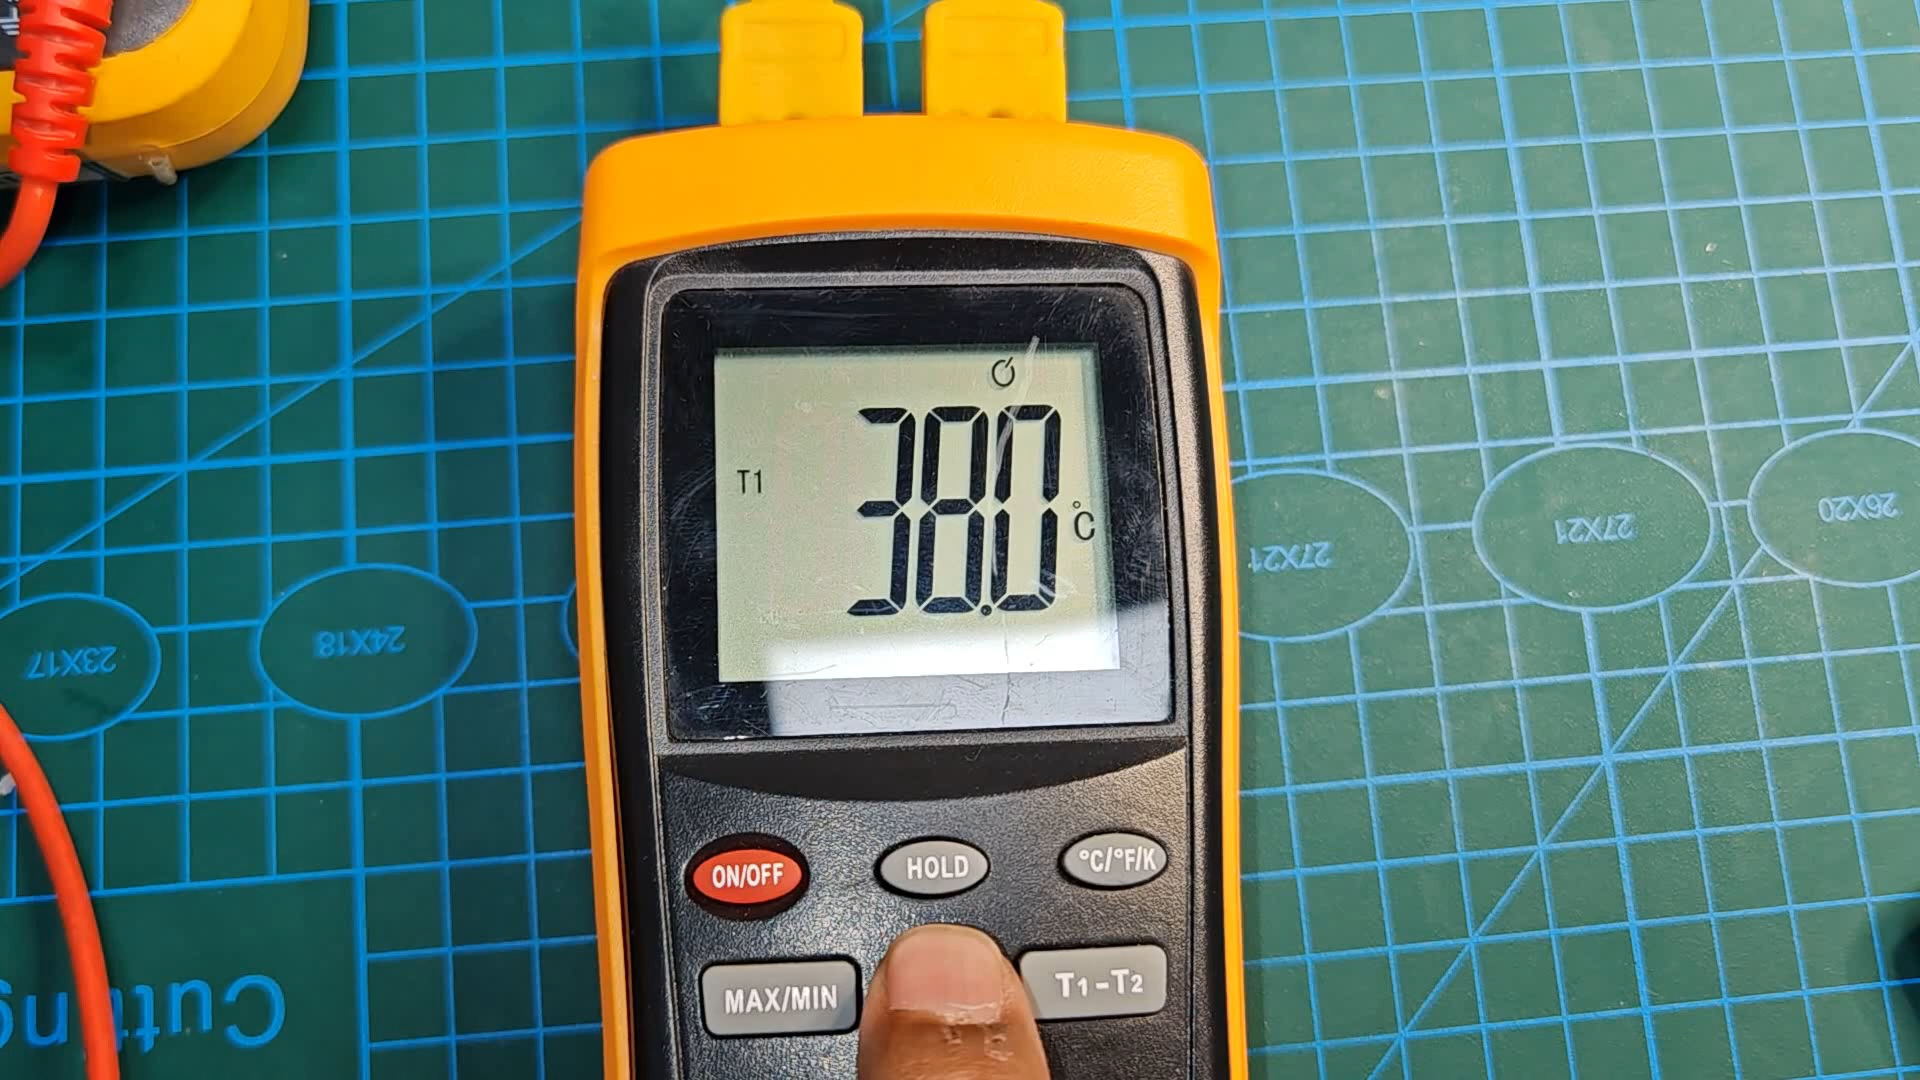 T1 38.0 °C
27X21
27X21
26X20
23X17
24X18
ON/OFF
HOLD
°C/°F/K
MAX/MIN
T1-T2
Cutting